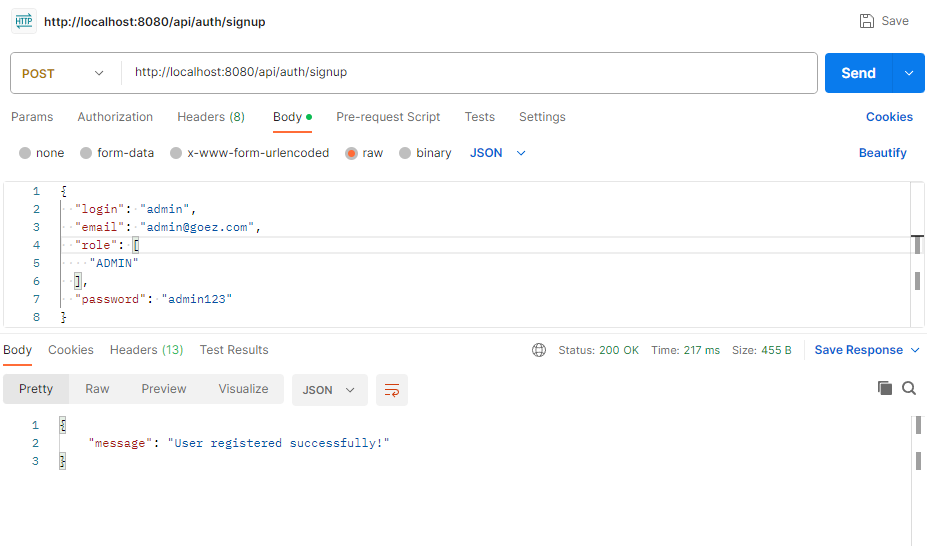 HTTP http://localhost:8080/api/auth/signup Save
POST http://localhost:8080/api/auth/signup Send
Params Authorization Headers (8) Body Pre-request Script Tests Settings Cookies
none form-data x-www-form-urlencoded raw binary JSON Beautify
1 {
2 "login": "admin",
3 "email": "admin@goez.com",
4 "role": [
5 "ADMIN"
6 ],
7 "password": "admin123"
8 }
Body Cookies Headers (13) Test Results Status: 200 OK Time: 217 ms Size: 455 B Save Response
Pretty Raw Preview Visualize JSON
1 {
2 "message": "User registered successfully!"
3 }